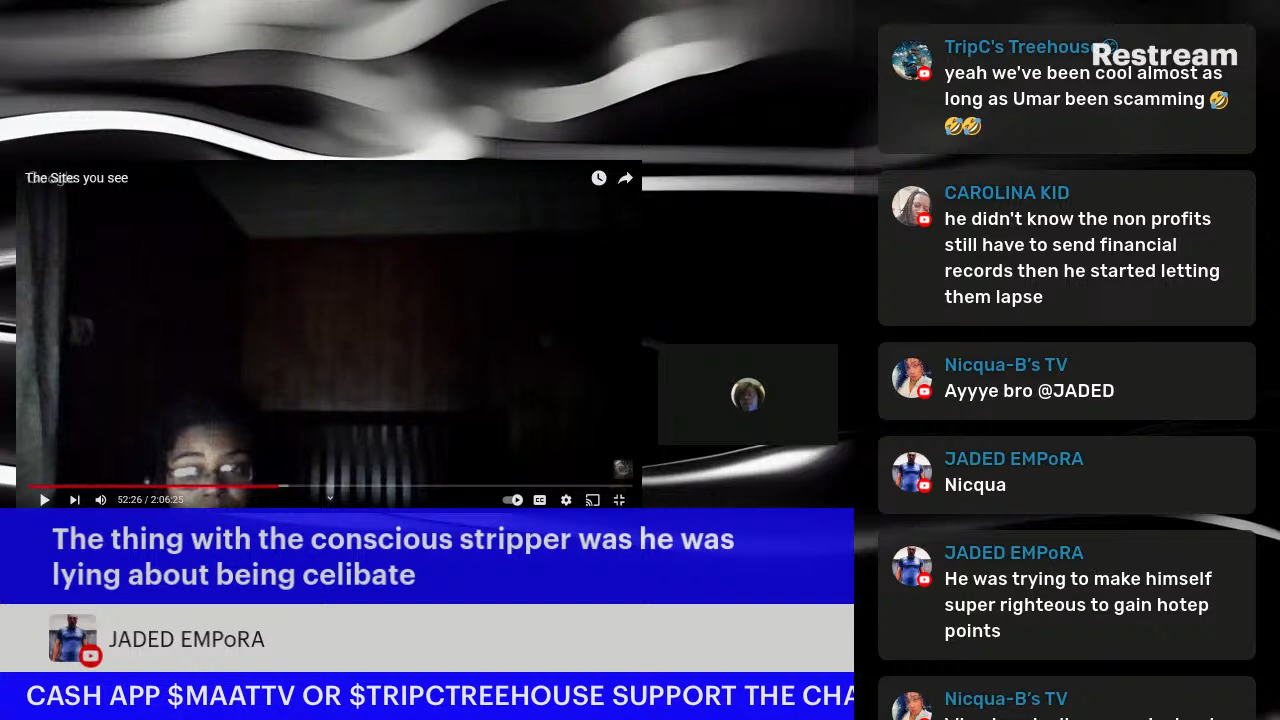 TripC's Treehouse
Restream
yeah we've been cool almost as
long as Umar been scamming 🤣
🤣🤣
CAROLINA KID
he didn't know the non profits
still have to send financial
records then he started letting
them lapse
Nicqua-B's TV
Ayyye bro @JADED
JADED EMPoRA
Nicqua
JADED EMPoRA
He was trying to make himself
super righteous to gain hotep
points
Nicqua-B's TV
The Sites you see
52:26 / 2:06:25
CC
The thing with the conscious stripper was he was
lying about being celibate
JADED EMPoRA
CASH APP $MAATTV OR $TRIPCTREEHOUSE SUPPORT THE CHA